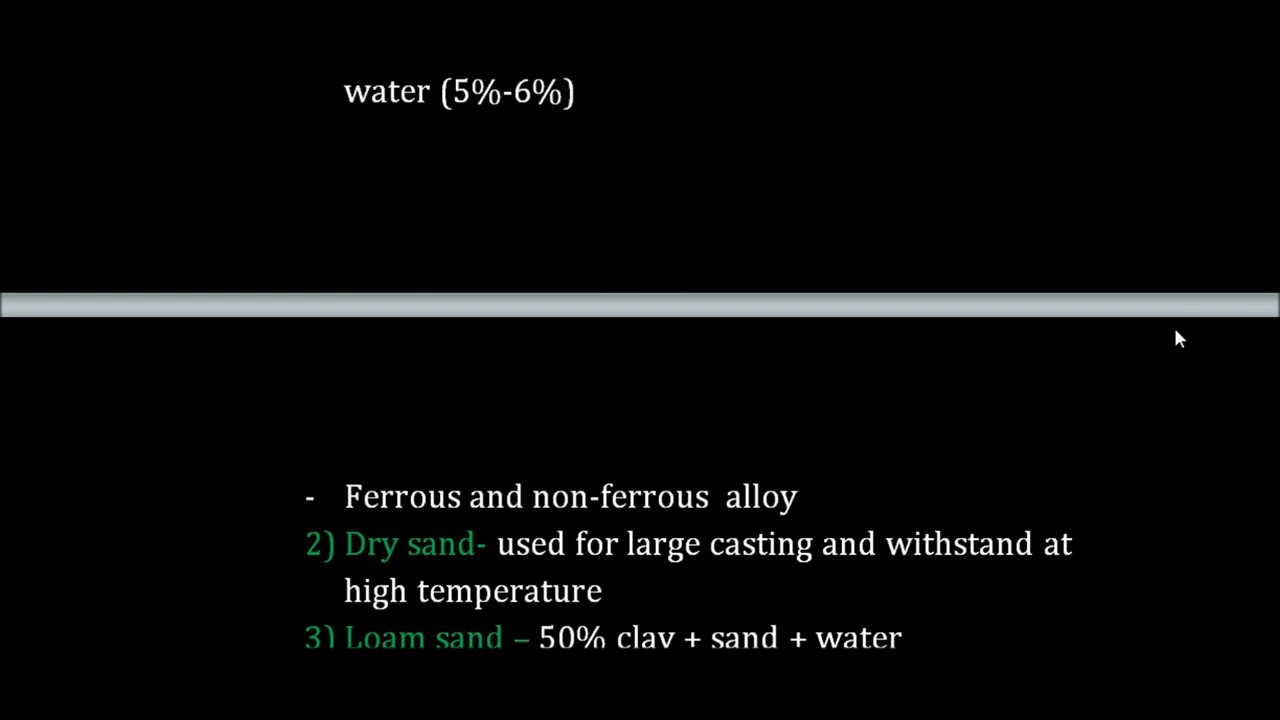 water (5%-6%)
- Ferrous and non-ferrous  alloy
2) Dry sand- used for large casting and withstand at
high temperature
3) Loam sand – 50% clay + sand + water